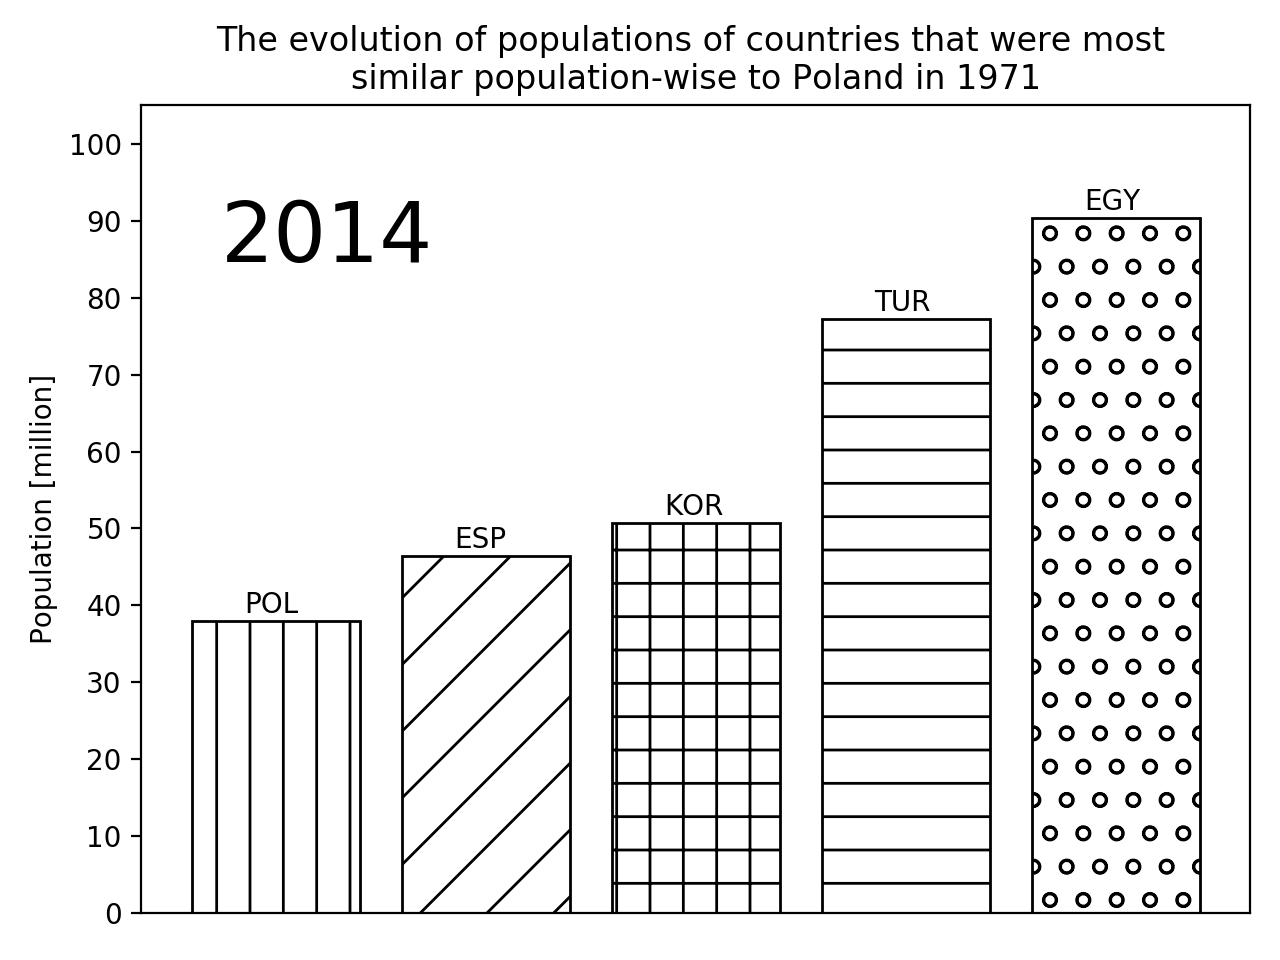 The evolution of populations of countries that were most
similar population-wise to Poland in 1971
2014
Population [million]
100
90
80
70
60
50
40
30
20
10
0
POL
ESP
KOR
TUR
EGY